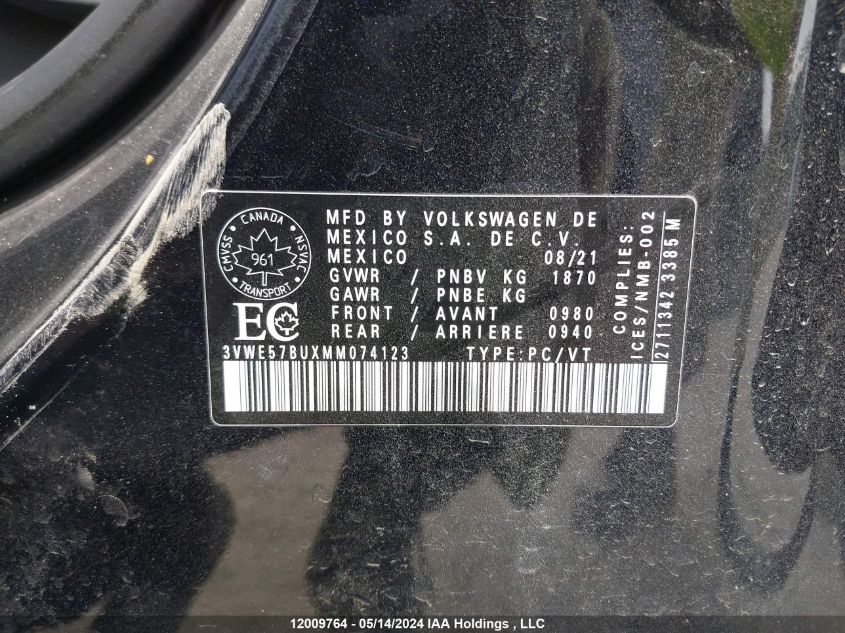 CANADA
CMVSS
NSVAC
961
TRANSPORT
EC
MFD BY VOLKSWAGEN DE
MEXICO S.A. DE C.V.
MEXICO 08/21
GVWR / PNBV KG 1870
GAWR / PNBE KG
FRONT / AVANT 0980
REAR / ARRIERE 0940
3VWE57BUXMM074123 TYPE:PC/VT
COMPLIES:
ICES/NMB-002
2711342 3385 M
12009764 - 05/14/2024 IAA Holdings , LLC